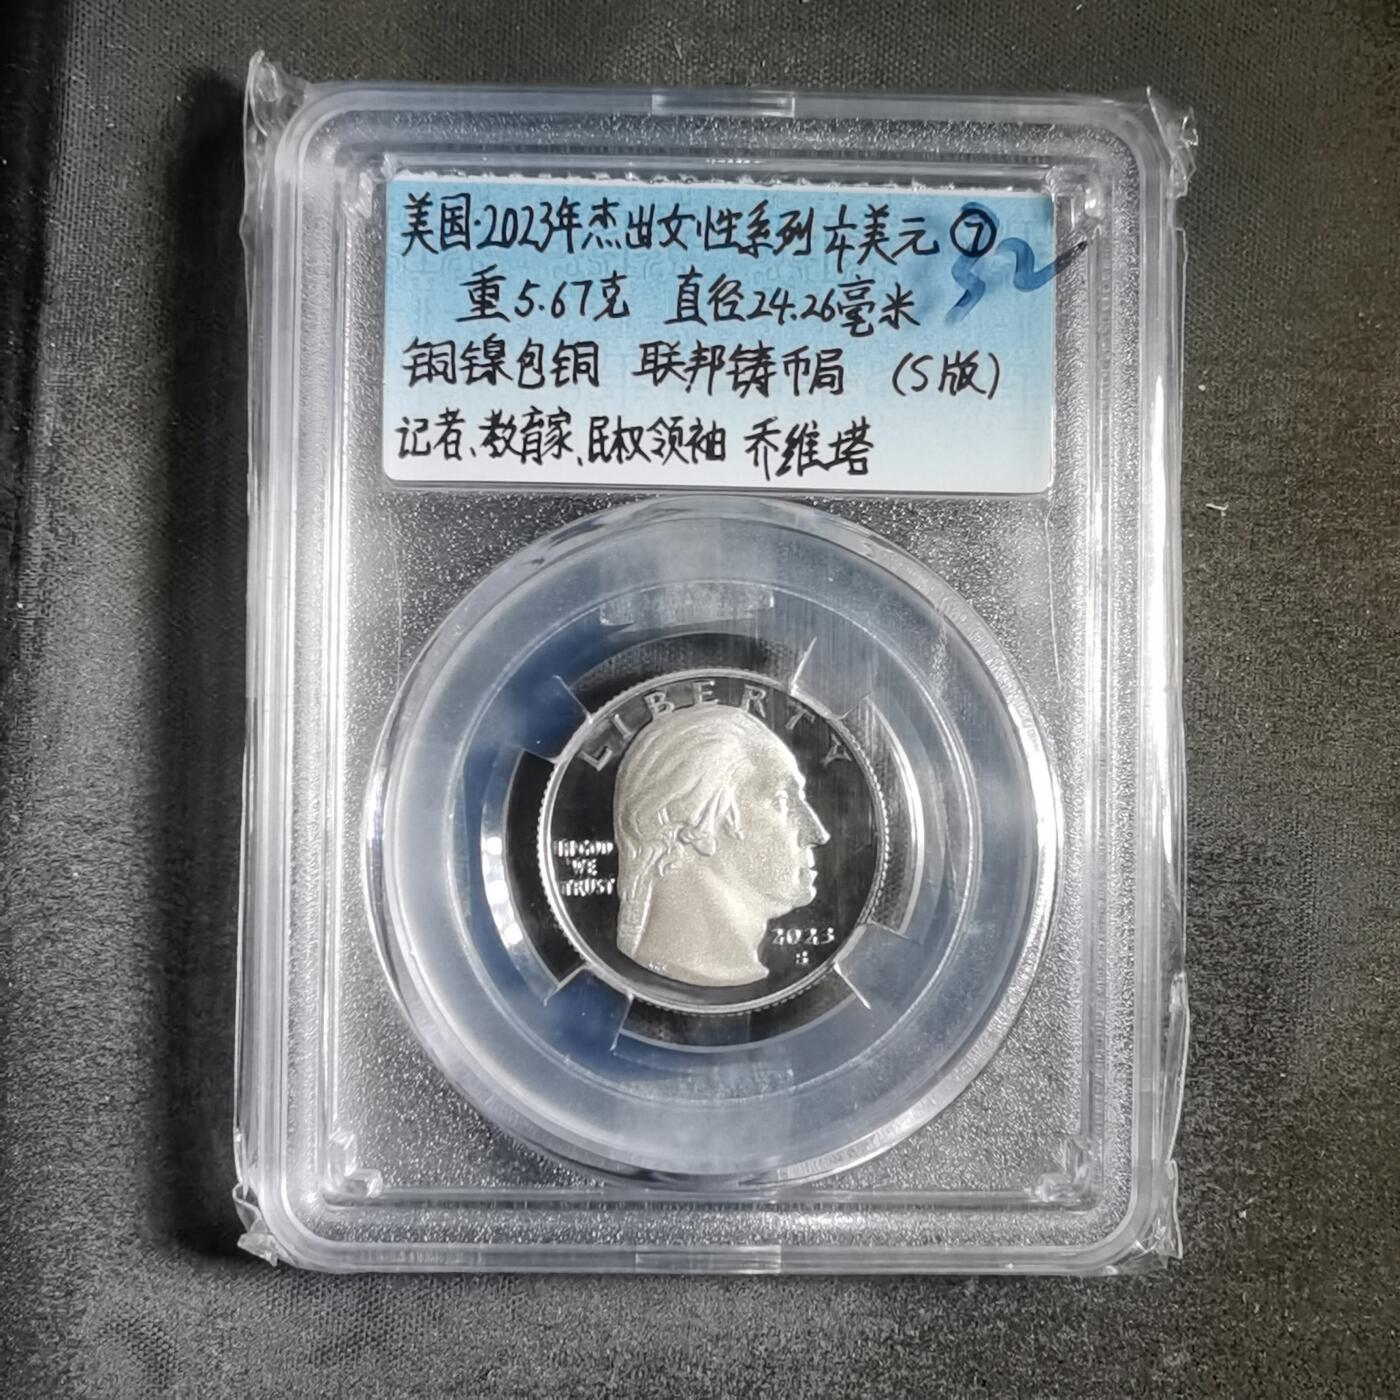 美国·2023年杰出女性系列 1/4美元 ⑦
32
重5.67克 直径24.26毫米
铜镍包铜 联邦铸币局 (S版)
记者、教育家、民权领袖 乔维塔
LIBERTY
IN GOD
WE
TRUST
2023
S